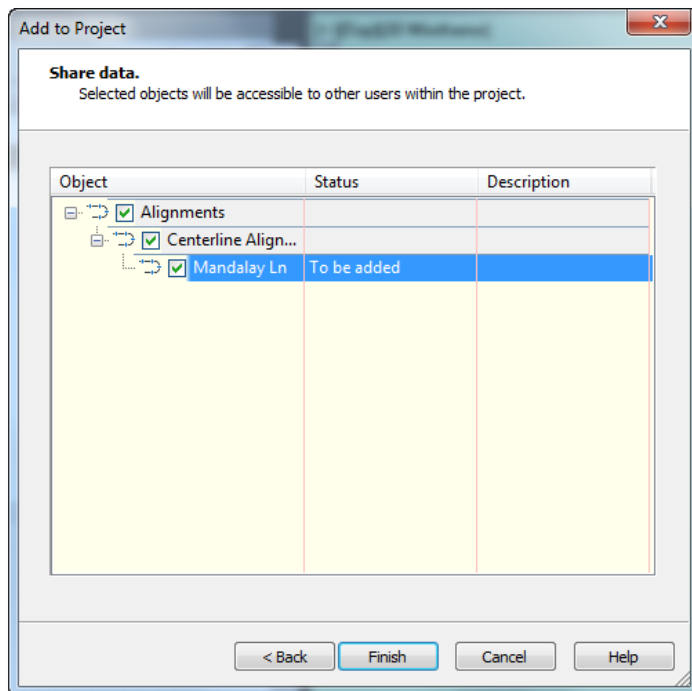 Add to Project
Share data.
Selected objects will be accessible to other users within the project.
Object Status Description
Alignments
Centerline Align...
Mandalay Ln To be added
< Back Finish Cancel Help